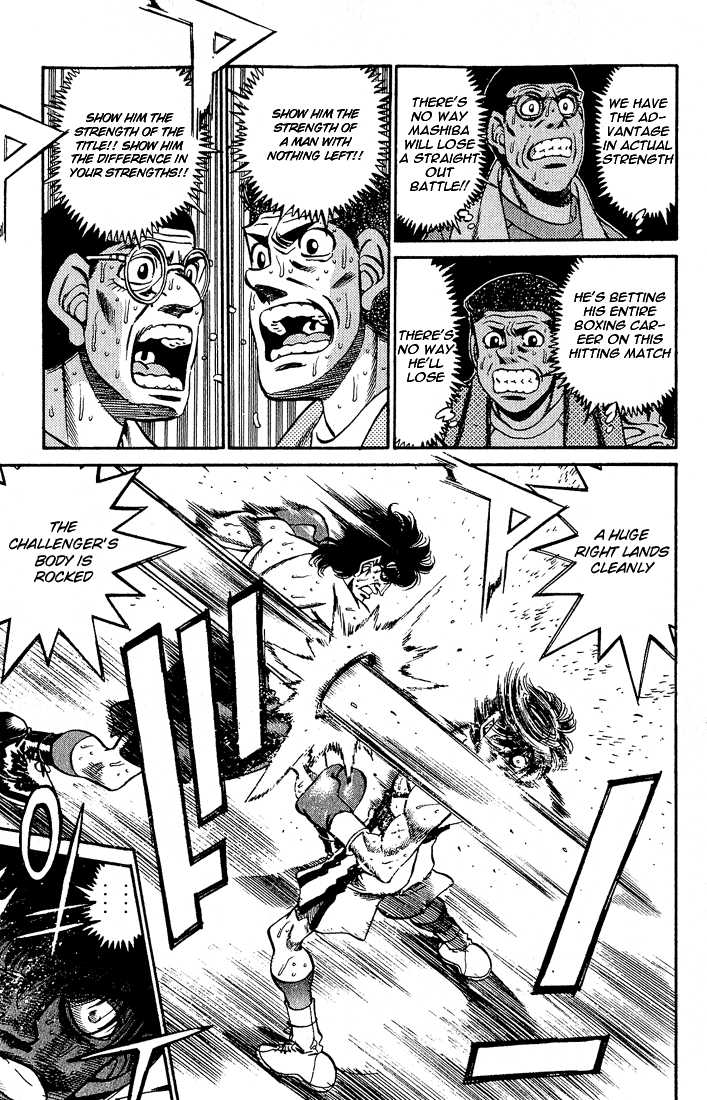 WE HAVE
THE AD-
VANTAGE
IN ACTUAL
STRENGTH
THERE'S
NO WAY
MASHIBA
WILL LOSE
A STRAIGHT
OUT
BATTLE!!
HE'S BETTING
HIS ENTIRE
BOXING CAR-
EER ON THIS
HITTING MATCH
THERE'S
NO WAY
HE'LL
LOSE
SHOW HIM THE
STRENGTH OF
A MAN WITH
NOTHING LEFT!!
SHOW HIM THE
STRENGTH OF THE
TITLE!! SHOW HIM
THE DIFFERENCE IN
YOUR STRENGTHS!!
A HUGE
RIGHT LANDS
CLEANLY
THE
CHALLENGER'S
BODY IS
ROCKED